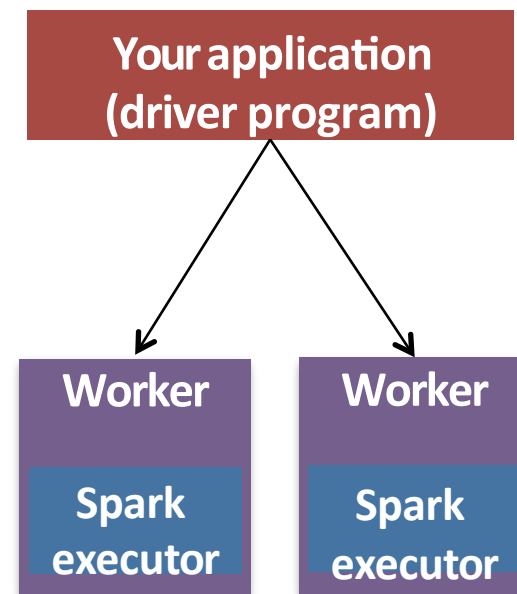 Your application
(driver program)
Worker
Spark
executor
Worker
Spark
executor